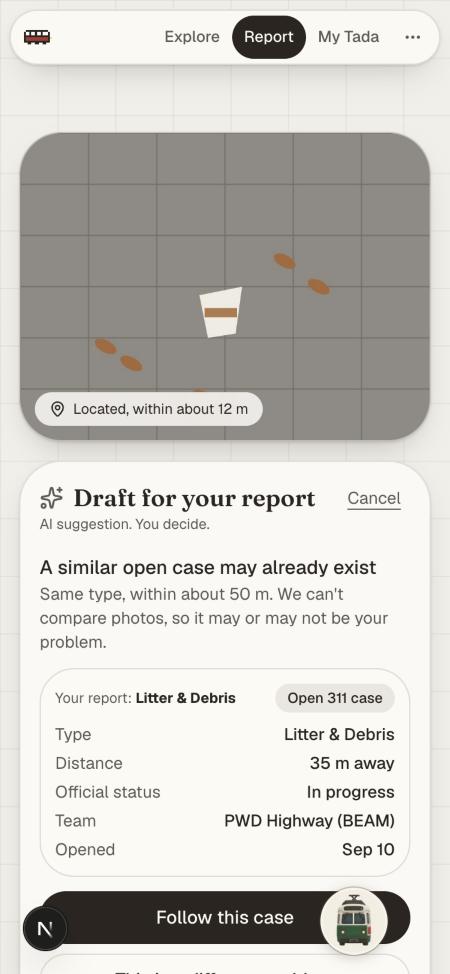 Explore Report My Tada
Located, within about 12 m
Draft for your report Cancel
AI suggestion. You decide.
A similar open case may already exist
Same type, within about 50 m. We can't
compare photos, so it may or may not be your
problem.
Your report: Litter & Debris Open 311 case
Type Litter & Debris
Distance 35 m away
Official status In progress
Team PWD Highway (BEAM)
Opened Sep 10
Follow this case
N